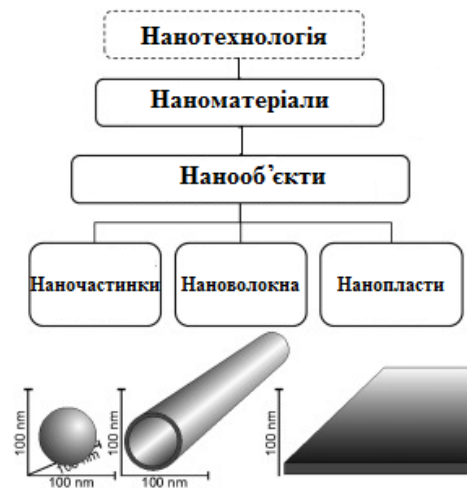 Нанотехнологія
Наноматеріали
Нанооб’єкти
Наночастинки
Нановолокна
Нанопласти
100 nm
100 nm
100 nm
100 nm
100 nm
100 nm